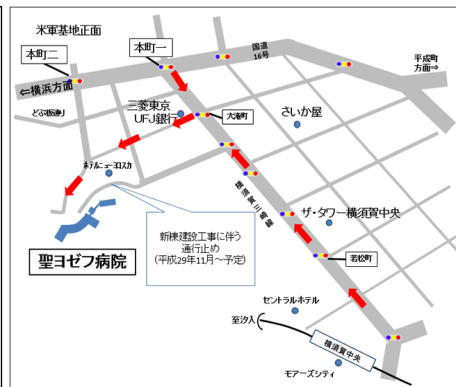 米軍基地正面
本町二
本町一
国道
16号
平成町
方面⇒
⇐横浜方面
どぶ板通り
三菱東京
UFJ銀行
大滝町
さいか屋
ホテルニューヨコスカ
横須賀三崎線
ザ・タワー横須賀中央
新棟建設工事に伴う
通行止め
(平成29年11月~予定)
聖ヨゼフ病院
若松町
セントラルホテル
至汐入
横須賀中央
モアーズシティ